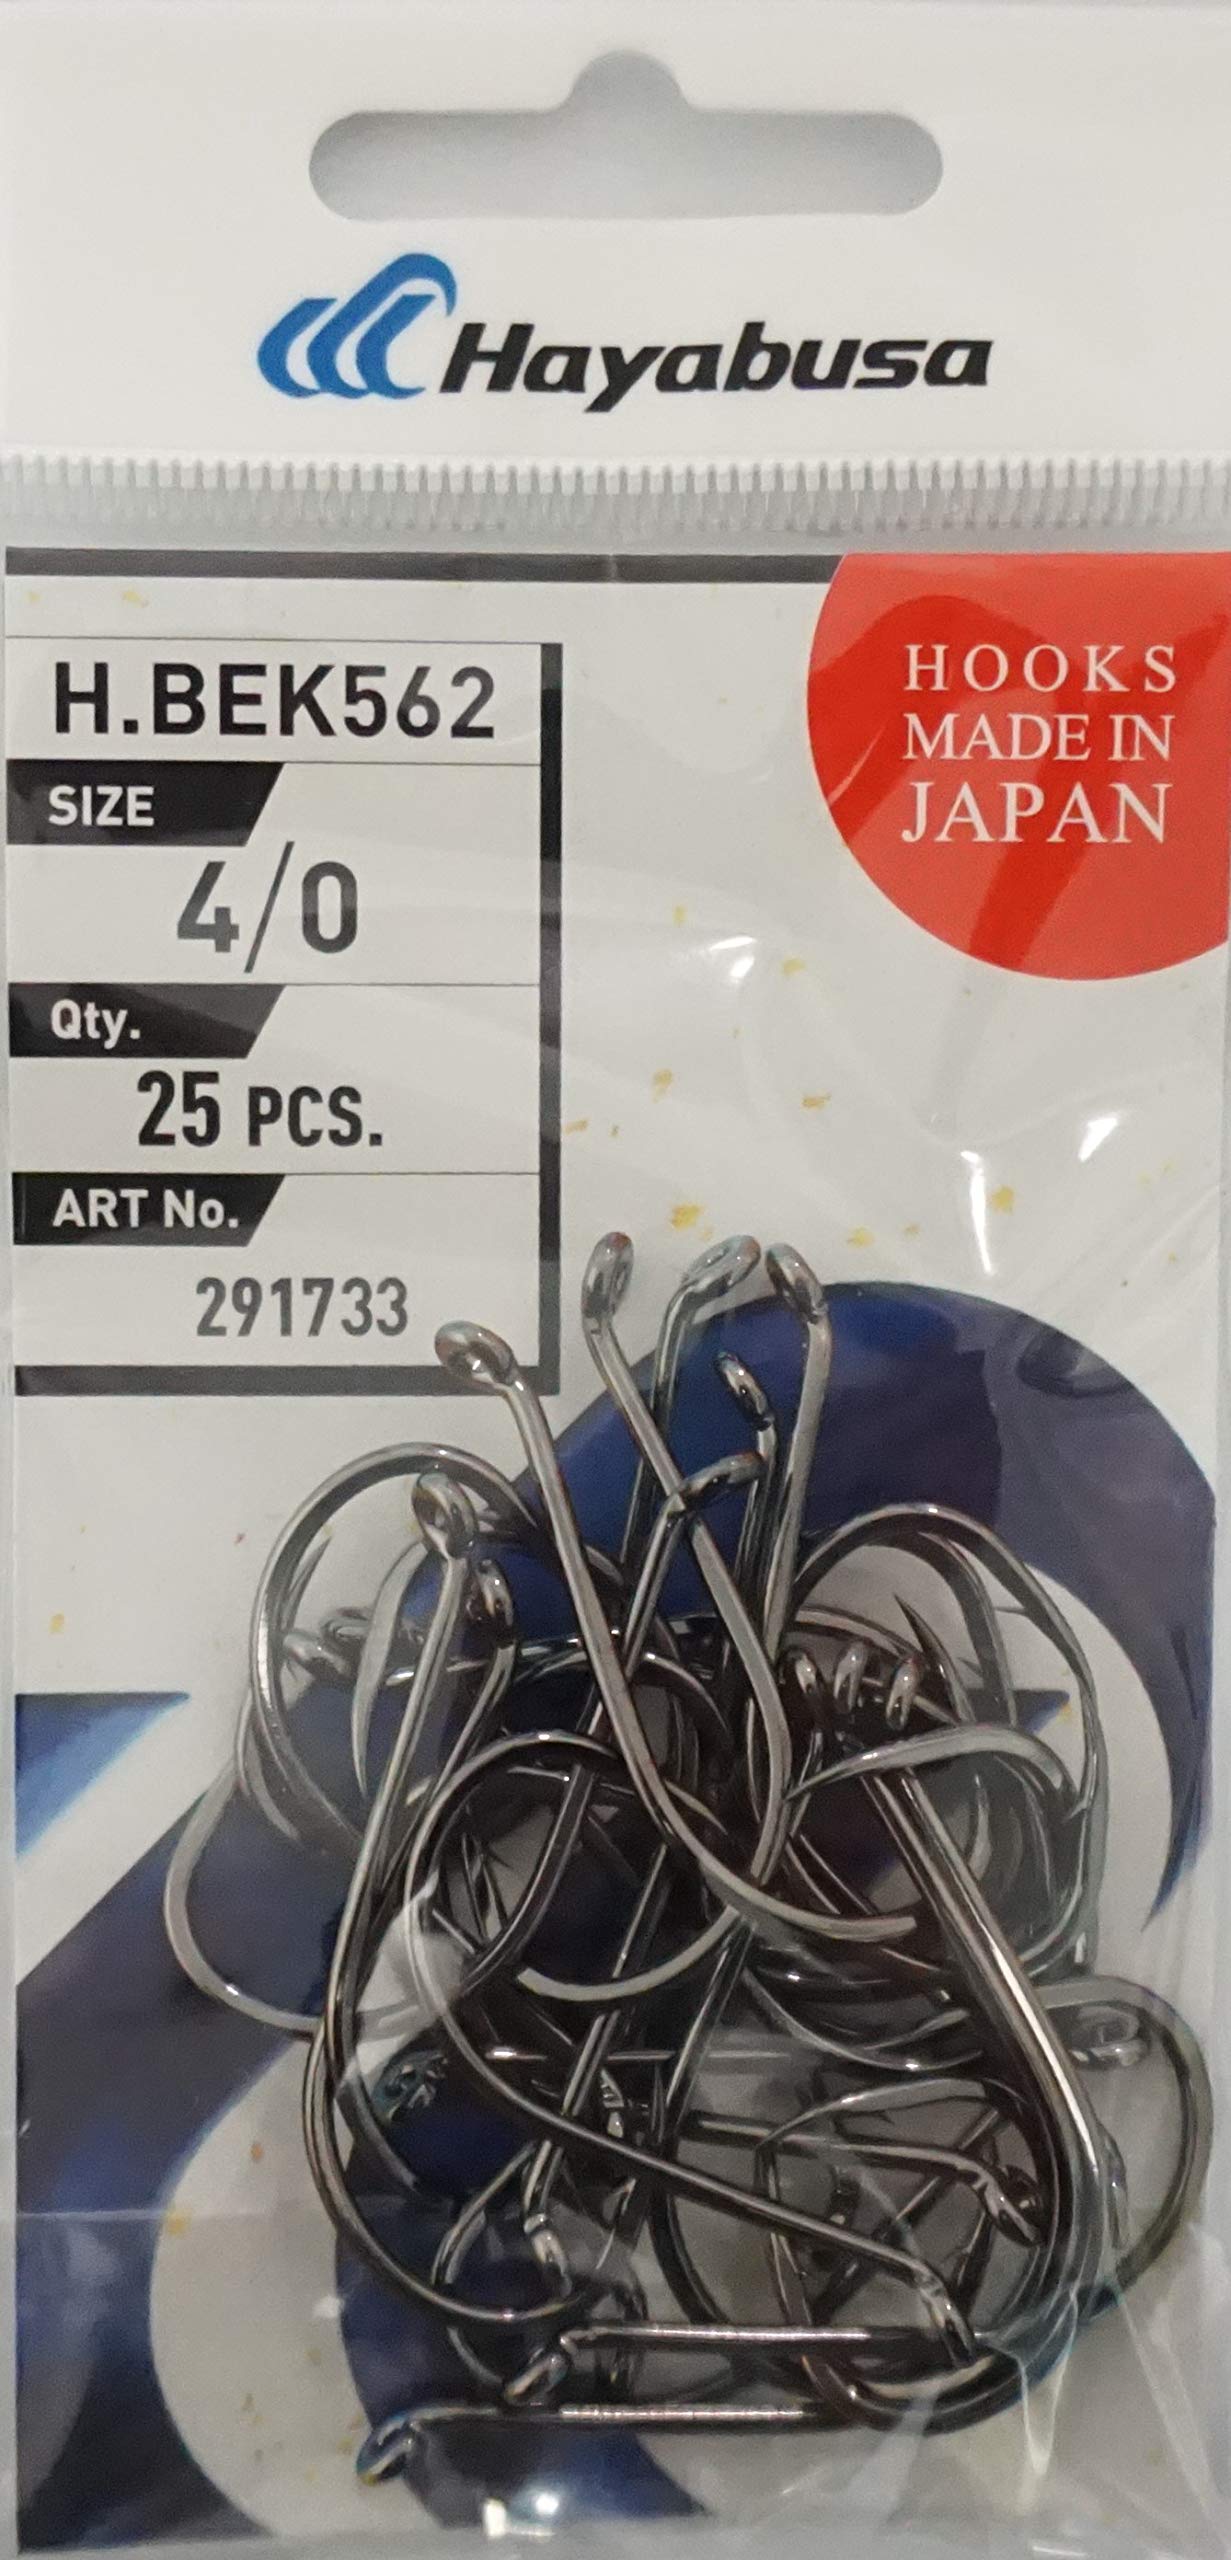 Hayabusa
H.BEK562
SIZE
4/0
Qty.
25 PCS.
ART No.
291733
HOOKS
MADE IN
JAPAN